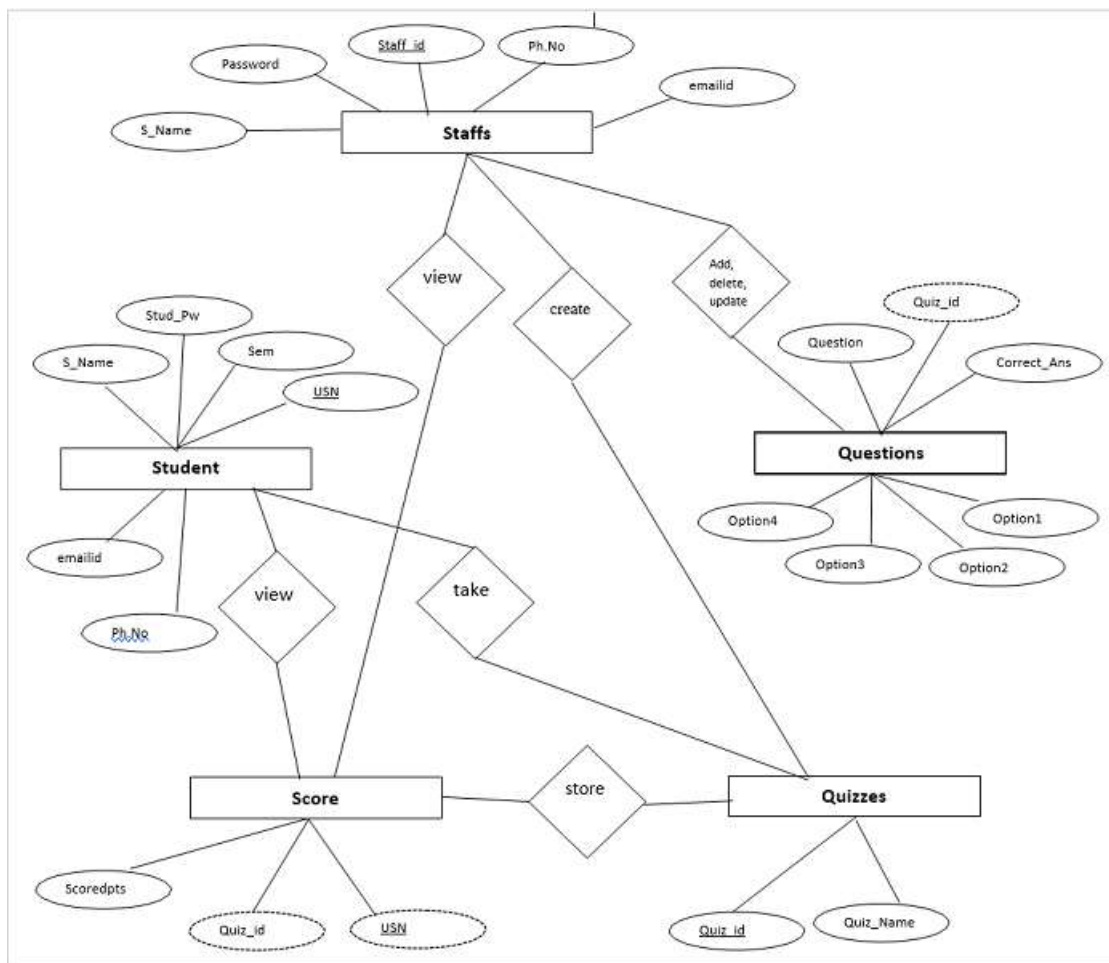 Staff_id
Ph.No
Password
emailid
S_Name
Staffs
view
create
Add,
delete,
update
Stud_Pw
Quiz_id
S_Name
Sem
Question
Correct_Ans
USN
Student
Questions
Option4
Option1
emailid
Option3
Option2
view
take
Ph.No
Score
store
Quizzes
Scoredpts
Quiz_id
USN
Quiz_id
Quiz_Name